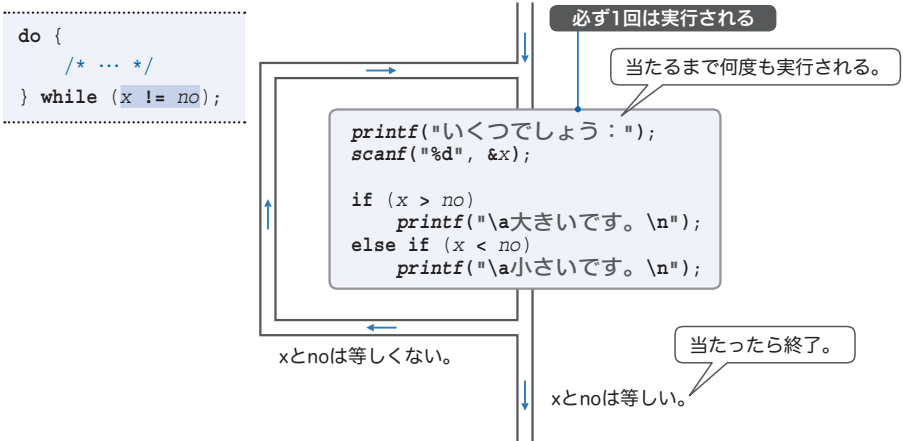 do {
    /* … */
} while (x != no);
必ず1回は実行される
当たるまで何度も実行される。
printf("いくつでしょう：");
scanf("%d", &x);
if (x > no)
    printf("\a大きいです。\n");
else if (x < no)
    printf("\a小さいです。\n");
xとnoは等しくない。
当たったら終了。
xとnoは等しい。